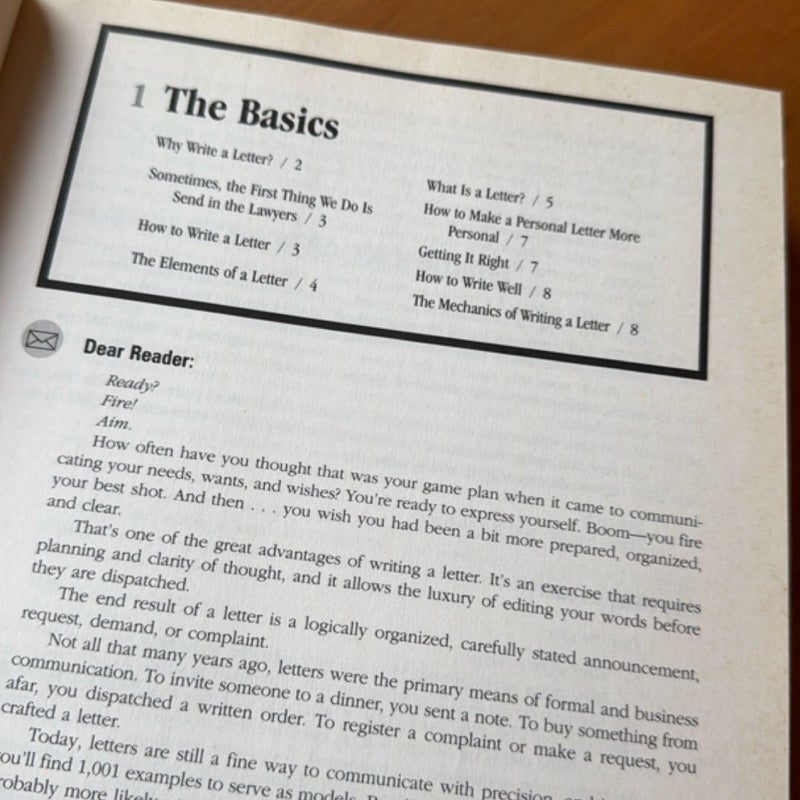 1 The Basics
Why Write a Letter? / 2
Sometimes, the First Thing We Do Is
Send in the Lawyers / 3
How to Write a Letter / 3
The Elements of a Letter / 4
What Is a Letter? / 5
How to Make a Personal Letter More
Personal / 7
Getting It Right / 7
How to Write Well / 8
The Mechanics of Writing a Letter / 8
Dear Reader:
Ready?
Fire!
Aim.
How often have you thought that was your game plan when it came to communi-
cating your needs, wants, and wishes? You're ready to express yourself. Boom—you fire
your best shot. And then . . . you wish you had been a bit more prepared, organized,
and clear.
That's one of the great advantages of writing a letter. It's an exercise that requires
planning and clarity of thought, and it allows the luxury of editing your words before
they are dispatched.
The end result of a letter is a logically organized, carefully stated announcement,
request, demand, or complaint.
Not all that many years ago, letters were the primary means of formal and business
communication. To invite someone to a dinner, you sent a note. To buy something from
afar, you dispatched a written order. To register a complaint or make a request, you
crafted a letter.
Today, letters are still a fine way to communicate with precision
you'll find 1,001 examples to serve as models.
probably more likely